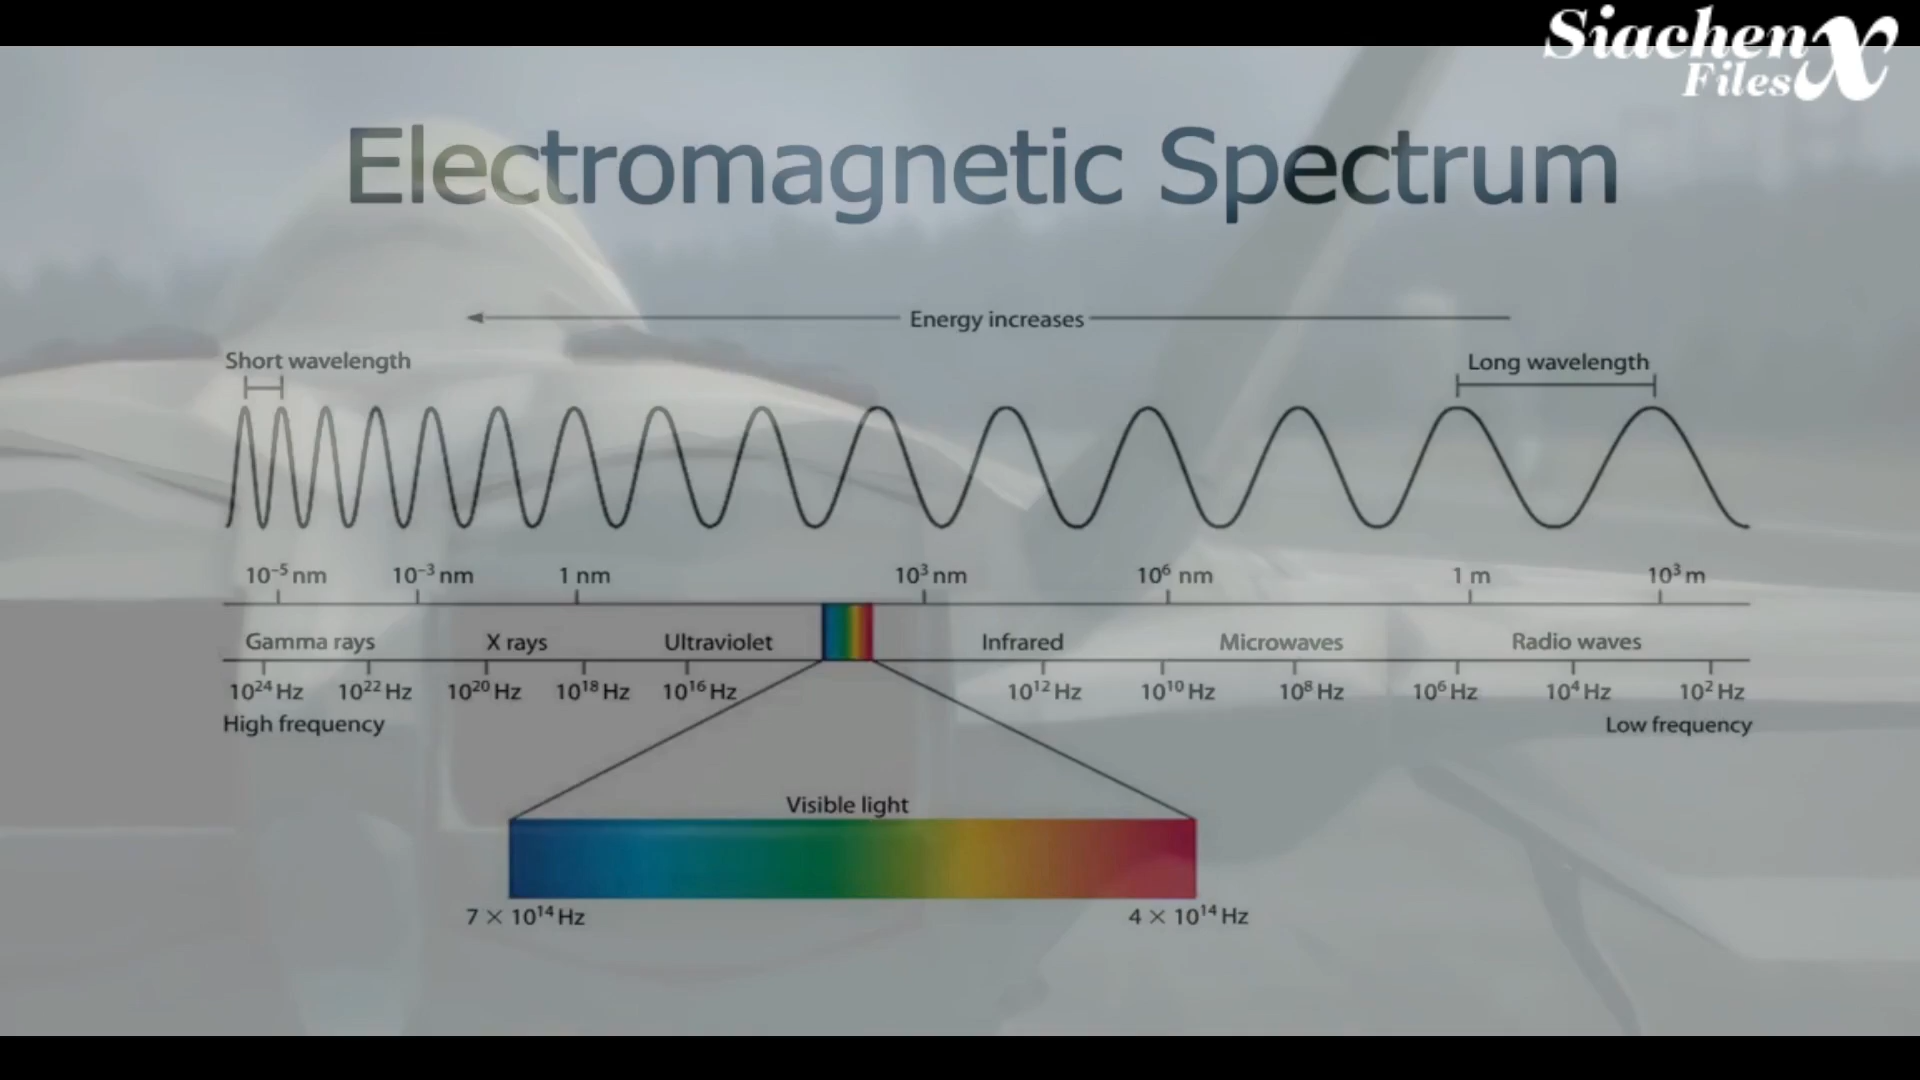 Siachen
Files X
Electromagnetic Spectrum
Energy increases
Short wavelength
Long wavelength
10⁻⁵ nm 10⁻³ nm 1 nm 10³ nm 10⁶ nm 1 m 10³ m
Gamma rays X rays Ultraviolet Infrared Microwaves Radio waves
10²⁴ Hz 10²² Hz 10²⁰ Hz 10¹⁸ Hz 10¹⁶ Hz 10¹² Hz 10¹⁰ Hz 10⁸ Hz 10⁶ Hz 10⁴ Hz 10² Hz
High frequency Low frequency
Visible light
7 × 10¹⁴ Hz 4 × 10¹⁴ Hz